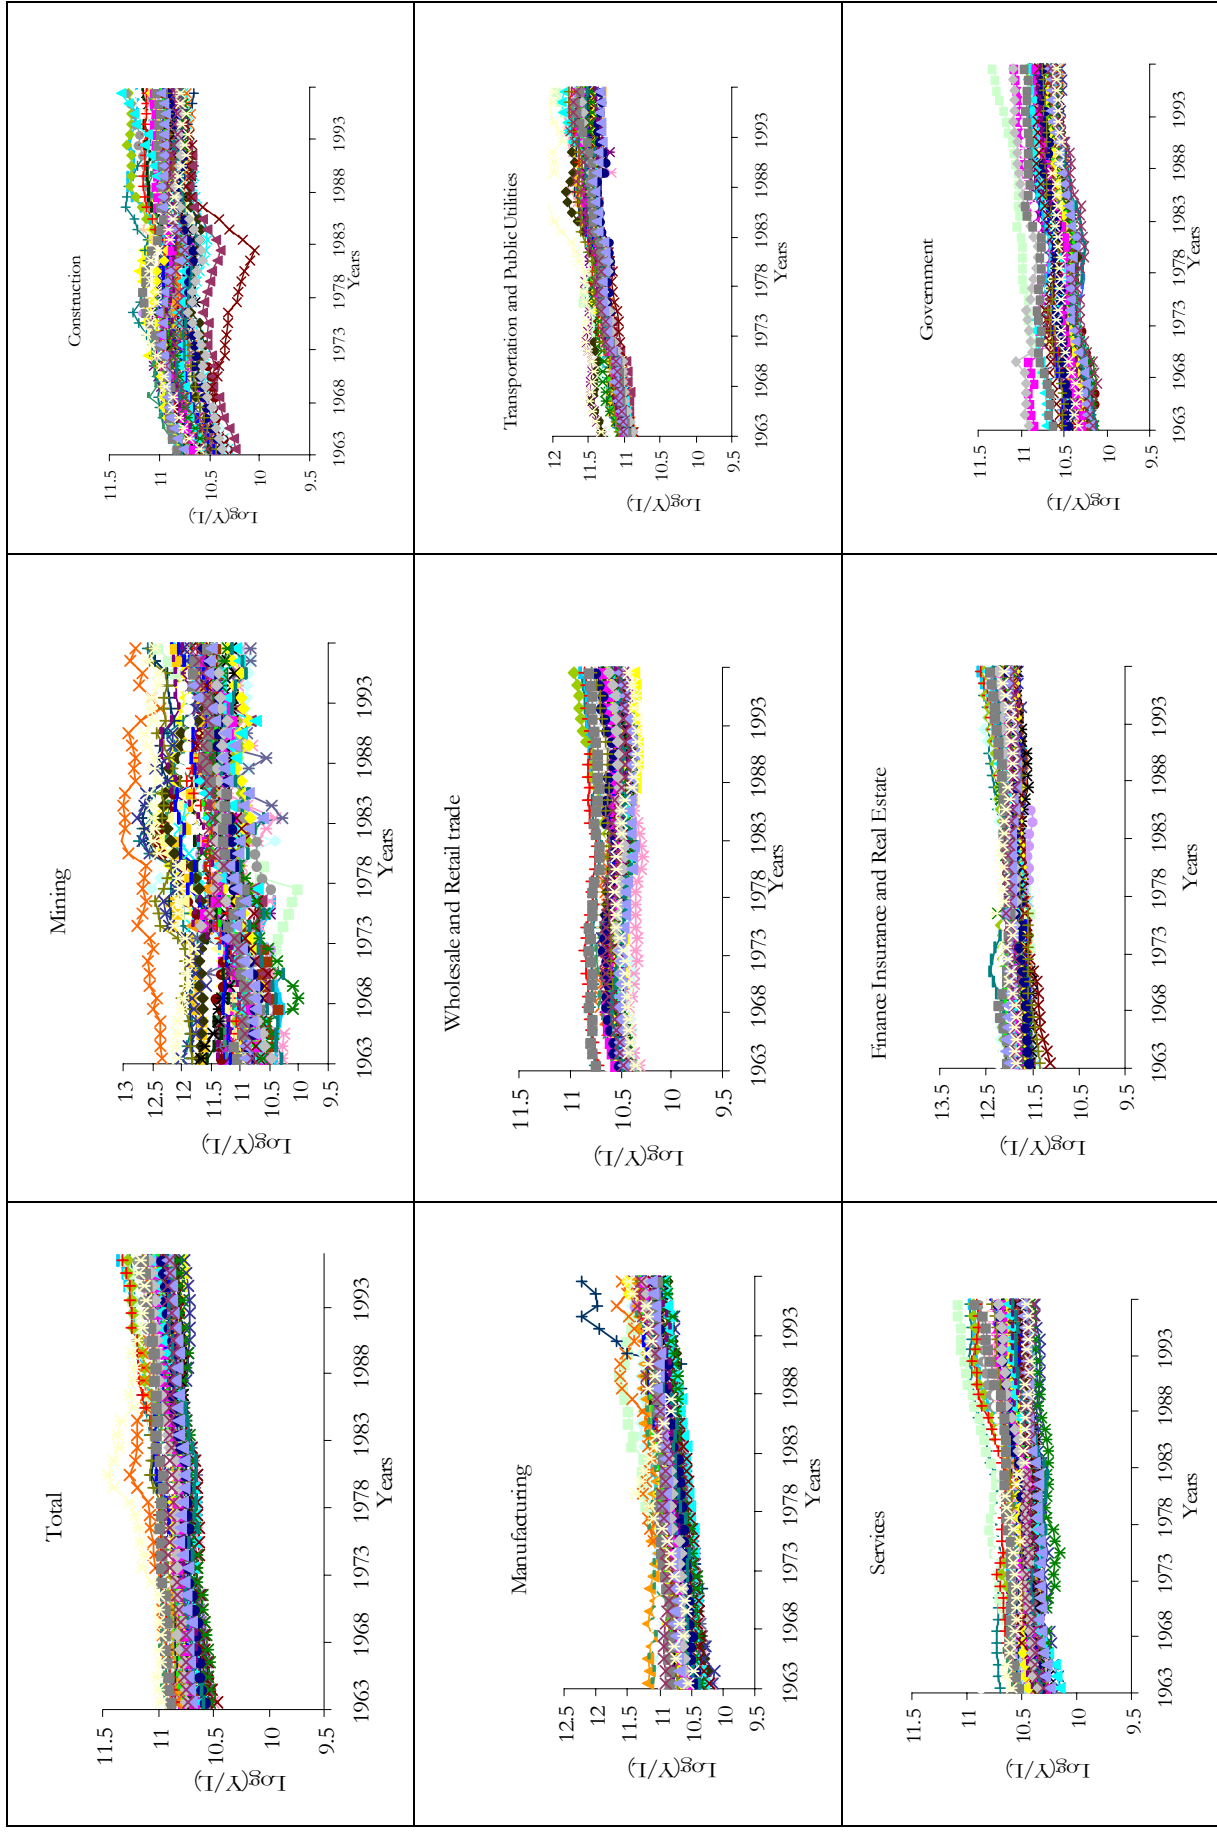 Total
11.5
11
10.5
10
9.5
Log(Y/L)
1963 1968 1973 1978 1983 1988 1993
Years
Mining
13
12.5
12
11.5
11
10.5
10
9.5
Log(Y/L)
1963 1968 1973 1978 1983 1988 1993
Years
Construction
11.5
11
10.5
10
9.5
Log(Y/L)
1963 1968 1973 1978 1983 1988 1993
Years
Manufacturing
12.5
12
11.5
11
10.5
10
9.5
Log(Y/L)
1963 1968 1973 1978 1983 1988 1993
Years
Wholesale and Retail trade
11.5
11
10.5
10
9.5
Log(Y/L)
1963 1968 1973 1978 1983 1988 1993
Years
Transportation and Public Utilities
12
11.5
11
10.5
10
9.5
Log(Y/L)
1963 1968 1973 1978 1983 1988 1993
Years
Services
11.5
11
10.5
10
9.5
Log(Y/L)
1963 1968 1973 1978 1983 1988 1993
Years
Finance Insurance and Real Estate
13.5
12.5
11.5
10.5
9.5
Log(Y/L)
1963 1968 1973 1978 1983 1988 1993
Years
Government
11.5
11
10.5
10
9.5
Log(Y/L)
1963 1968 1973 1978 1983 1988 1993
Years